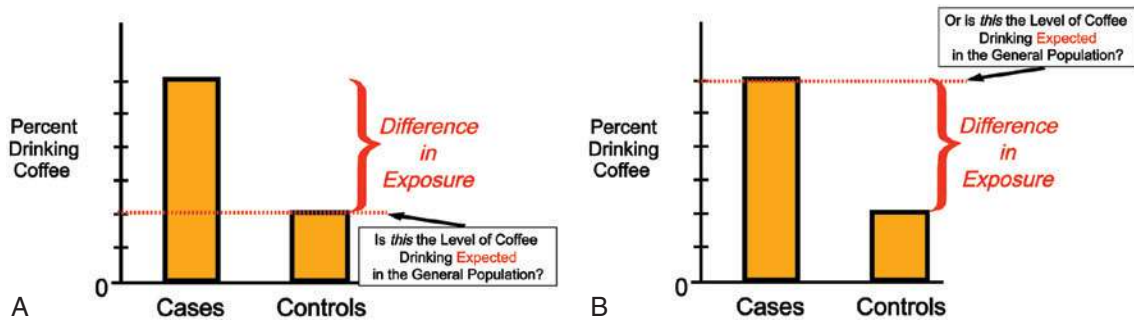 Percent
Drinking
Coffee
0
Cases
Controls
Difference
in
Exposure
Is this the Level of Coffee
Drinking Expected
in the General Population?
A
Or Is this the Level of Coffee
Drinking Expected
in the General Population?
Percent
Drinking
Coffee
0
Cases
Controls
Difference
in
Exposure
B